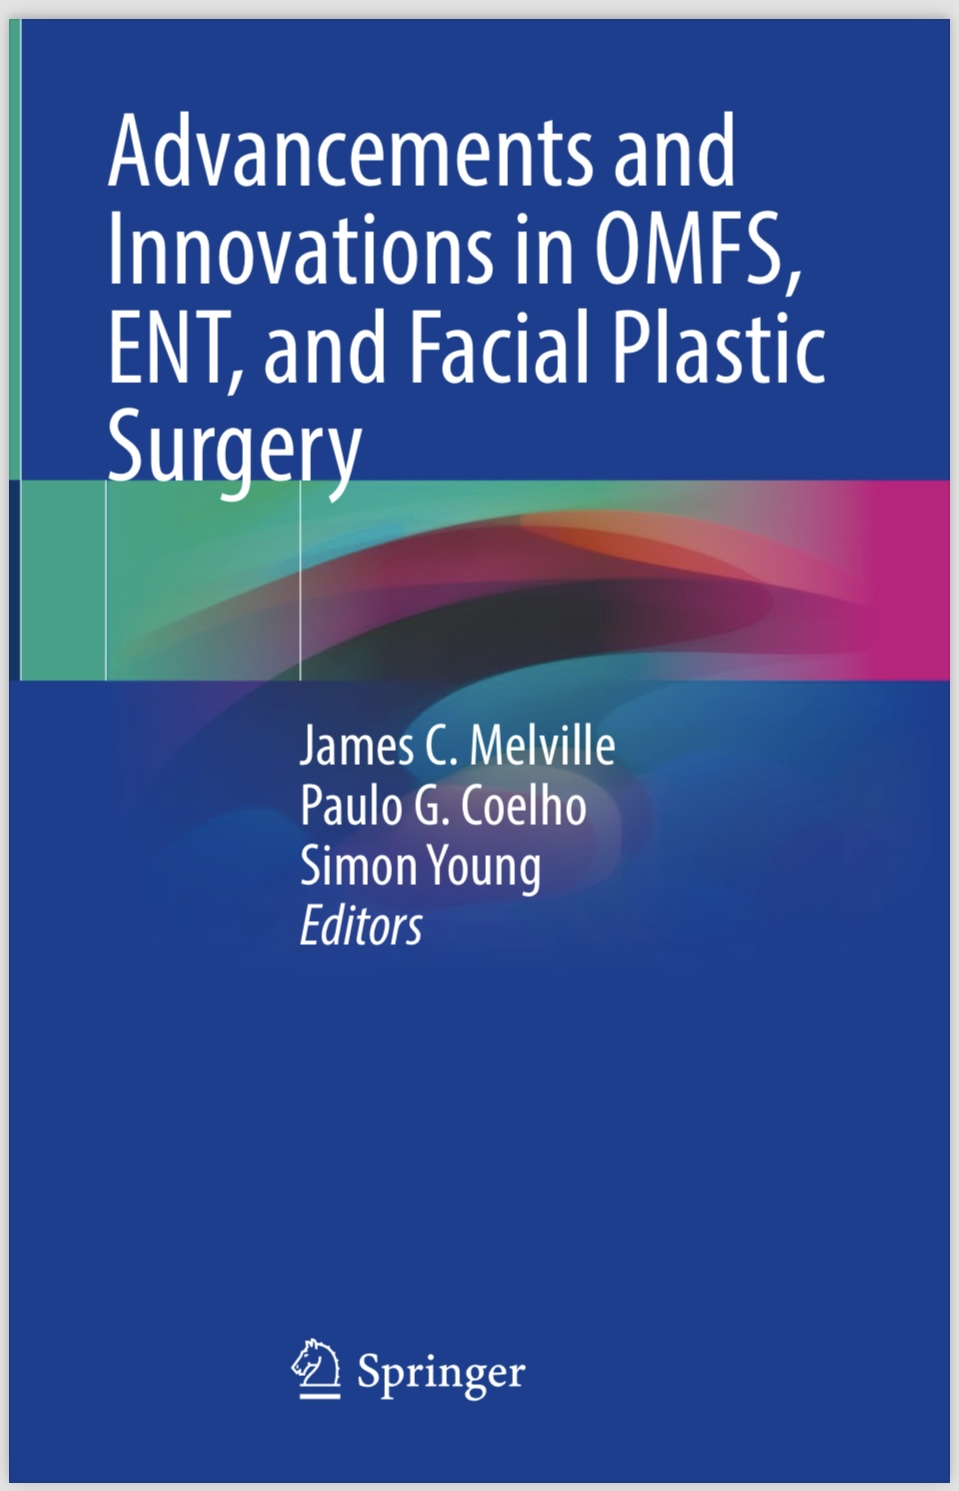 Advancements and
Innovations in OMFS,
ENT, and Facial Plastic
Surgery
James C. Melville
Paulo G. Coelho
Simon Young
Editors
Springer